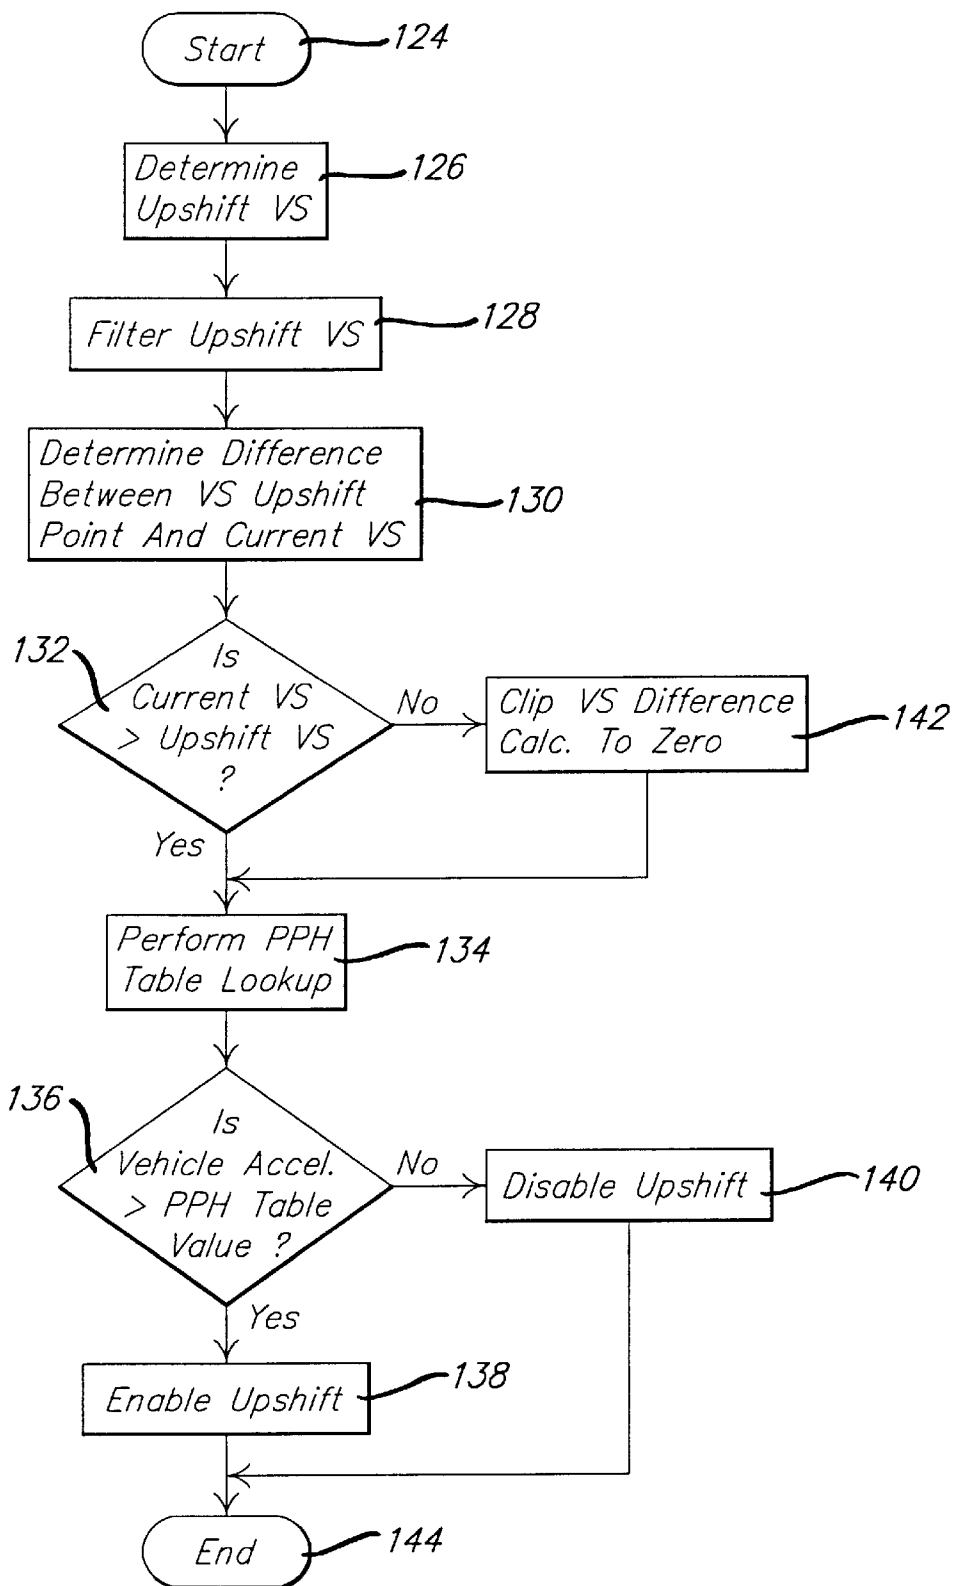 Start
124
Determine
Upshift VS
126
Filter Upshift VS
128
Determine Difference
Between VS Upshift
Point And Current VS
130
132
Is
Current VS
> Upshift VS
?
No
Clip VS Difference
Calc. To Zero
142
Yes
Perform PPH
Table Lookup
134
136
Is
Vehicle Accel.
> PPH Table
Value ?
No
Disable Upshift
140
Yes
Enable Upshift
138
End
144